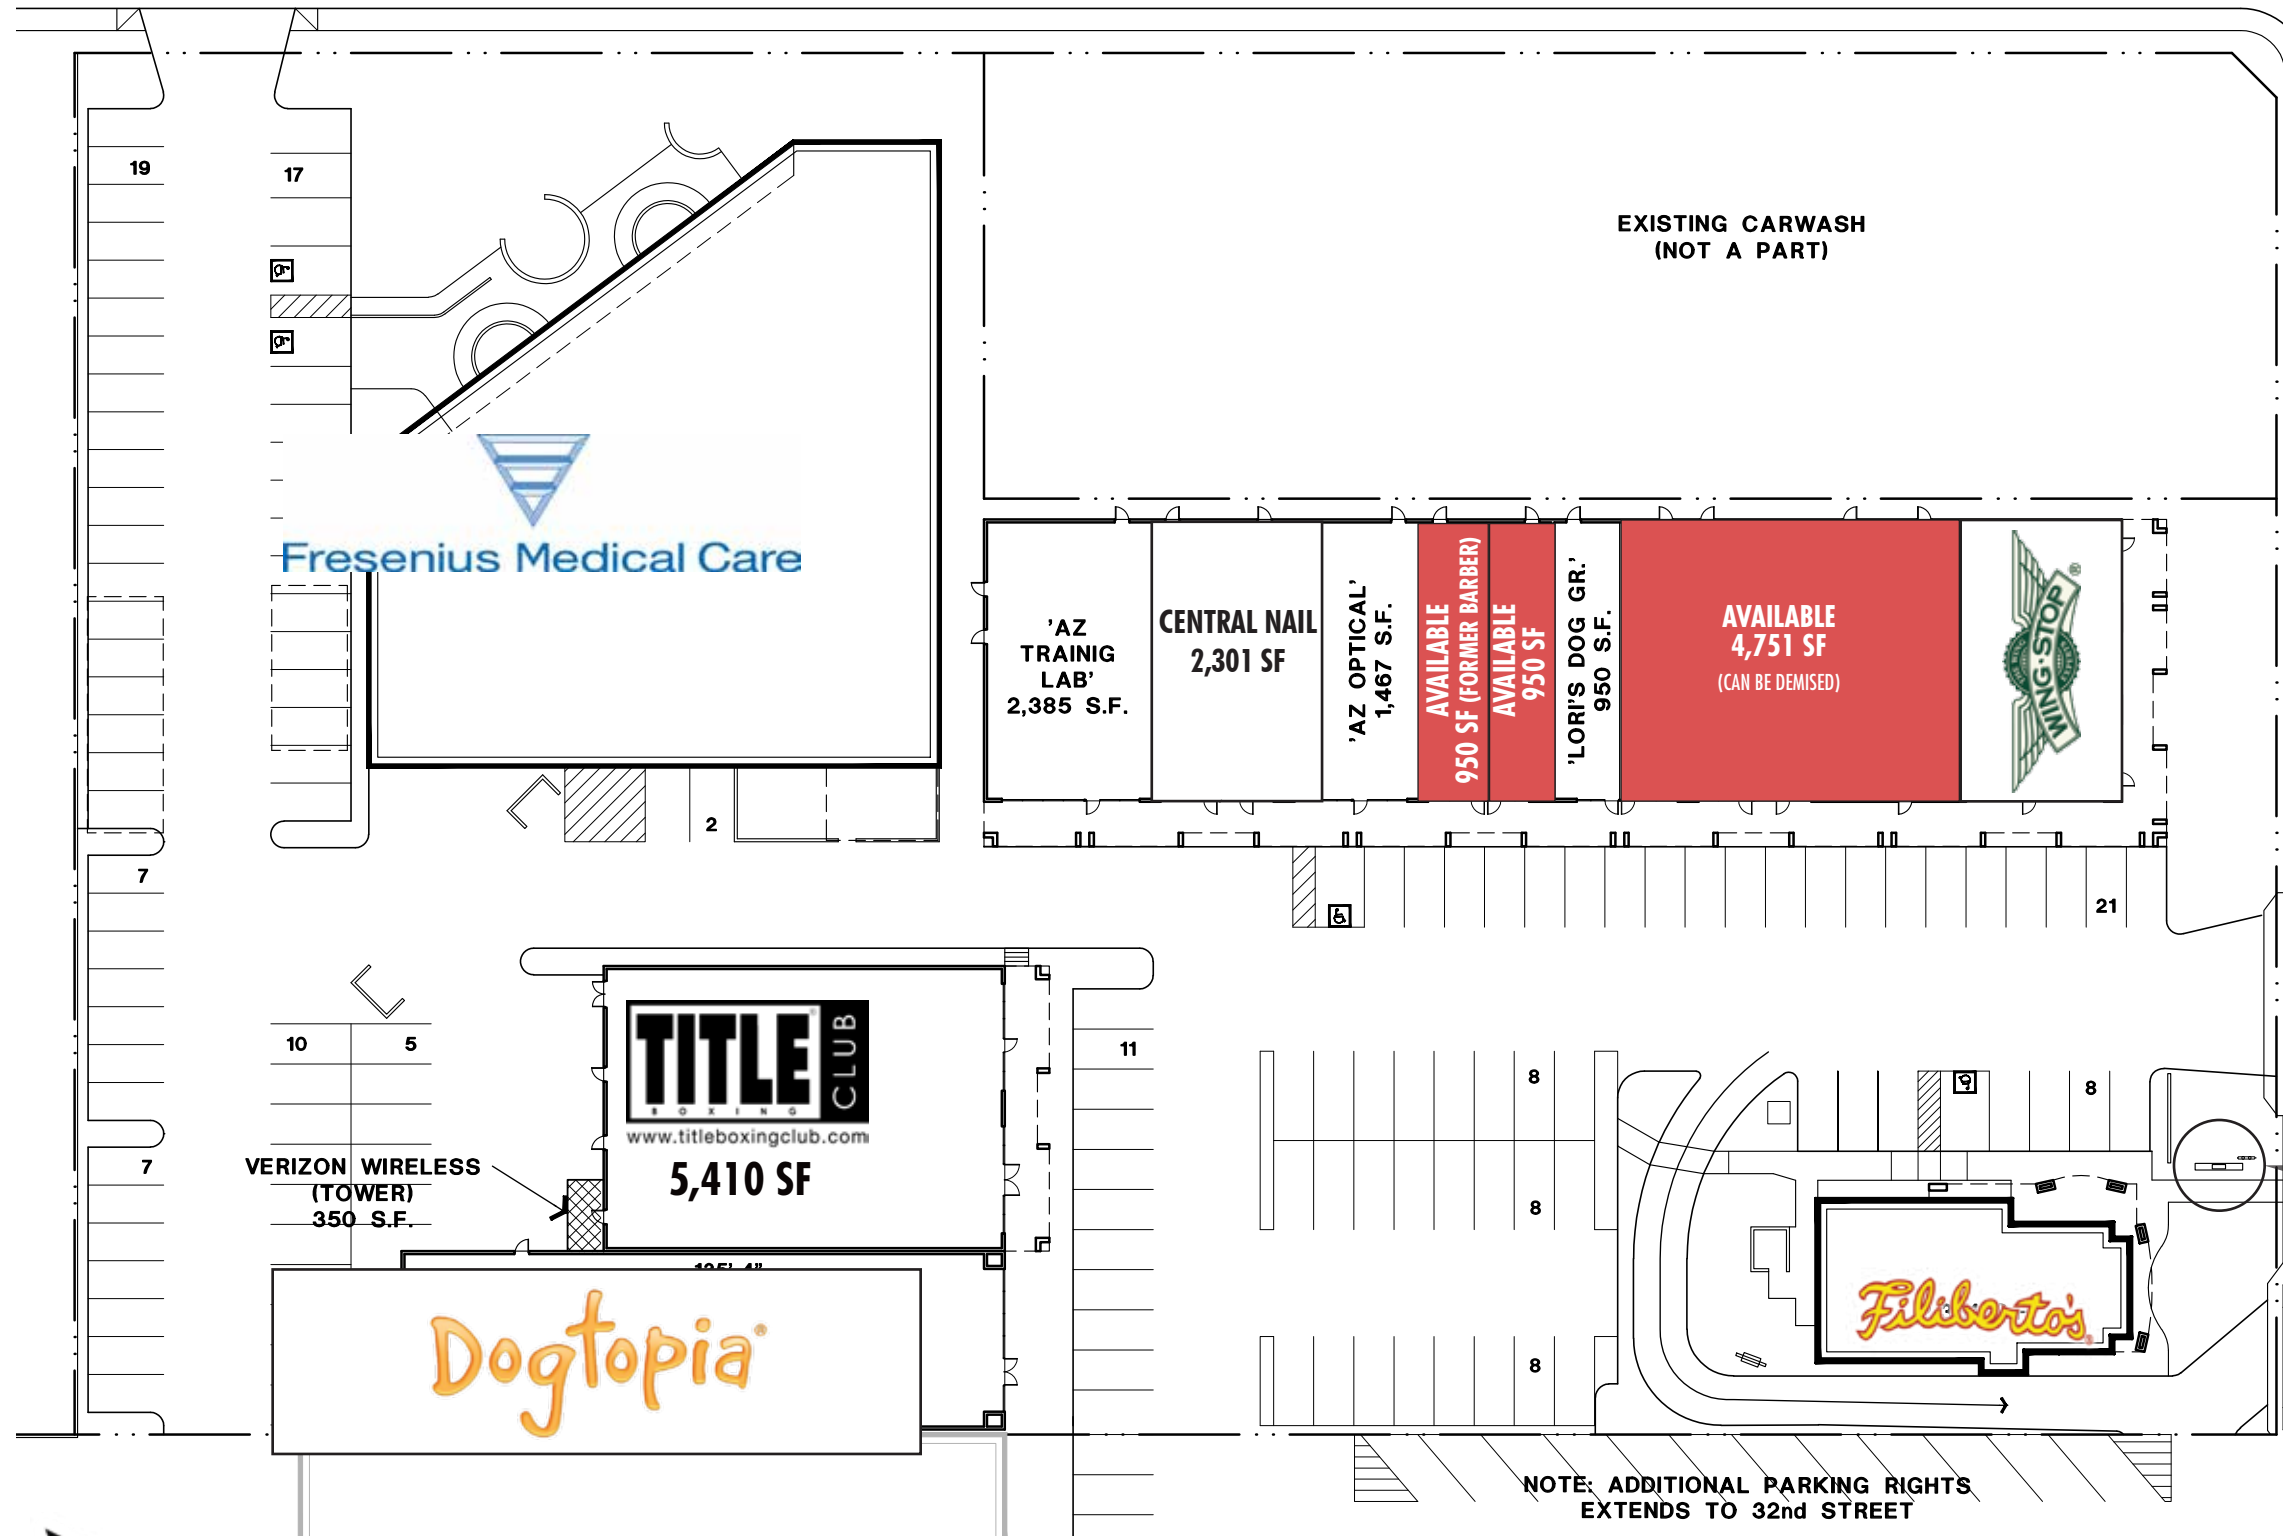 19
17
EXISTING CARWASH
(NOT A PART)
Fresenius Medical Care
'AZ
TRAINIG
LAB'
2,385 S.F.
CENTRAL NAIL
2,301 SF
'AZ OPTICAL'
1,467 S.F.
AVAILABLE
950 SF (FORMER BARBER)
AVAILABLE
950 SF
'LORI'S DOG GR.'
950 S.F.
AVAILABLE
4,751 SF
(CAN BE DEMISED)
WING·STOP
®
2
7
21
10
5
TITLE
BOXING
CLUB
www.titleboxingclub.com
5,410 SF
11
8
8
7
VERIZON WIRELESS
(TOWER)
350 S.F.
8
Dogtopia®
Filiberto's
8
NOTE: ADDITIONAL PARKING RIGHTS
EXTENDS TO 32nd STREET